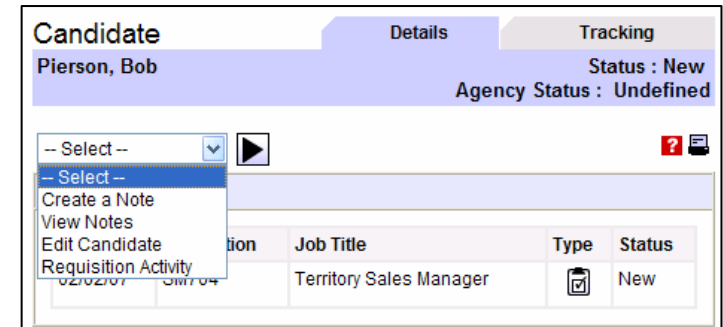 Candidate Details Tracking
Pierson, Bob Status : New
Agency Status : Undefined
-- Select -- ?
-- Select --
Create a Note
View Notes
Edit Candidate
Requisition Activity
tion Job Title Type Status
Territory Sales Manager New